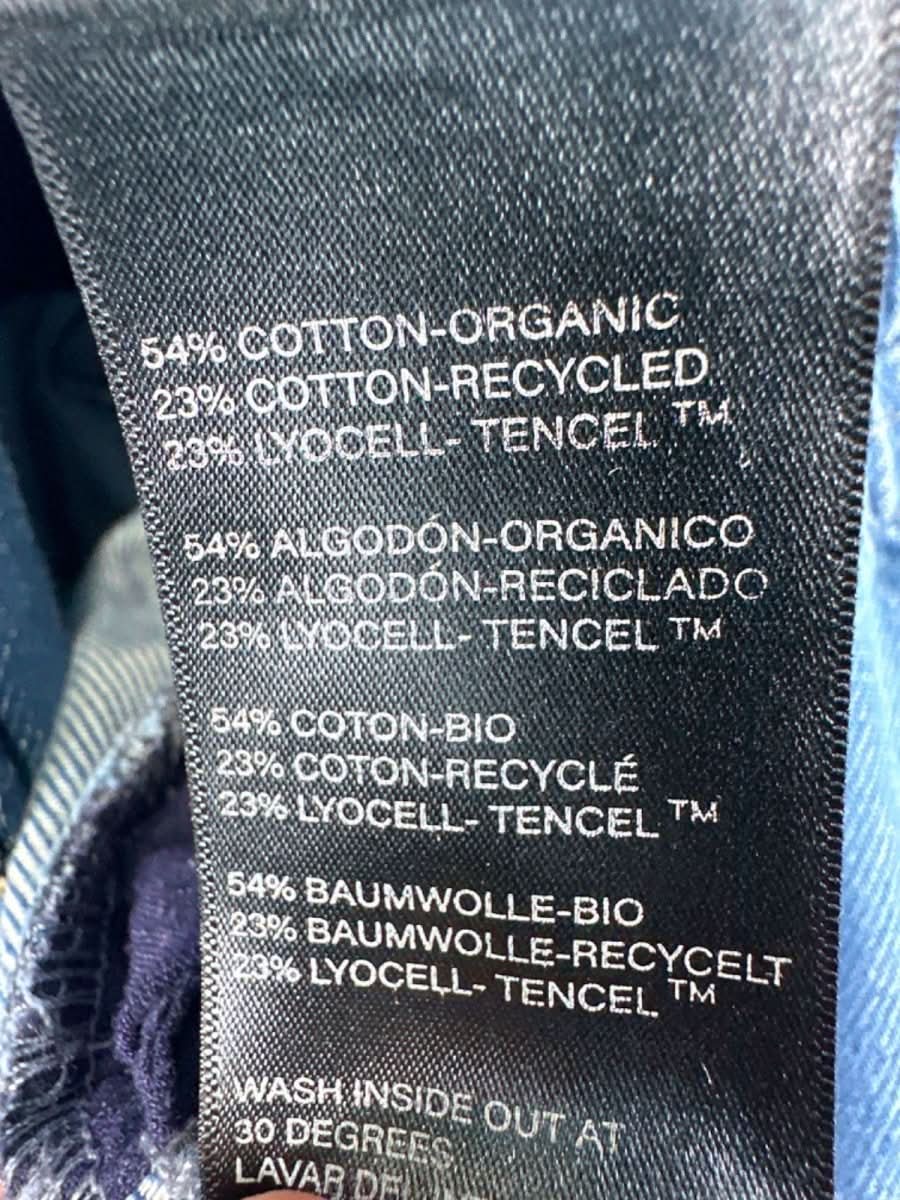 54% COTTON-ORGANIC
23% COTTON-RECYCLED
23% LYOCELL- TENCEL ™
54% ALGODÓN-ORGANICO
23% ALGODÓN-RECICLADO
23% LYOCELL- TENCEL ™
54% COTON-BIO
23% COTON-RECYCLÉ
23% LYOCELL- TENCEL ™
54% BAUMWOLLE-BIO
23% BAUMWOLLE-RECYCELT
23% LYOCELL- TENCEL ™
WASH INSIDE OUT AT
30 DEGREES
LAVAR